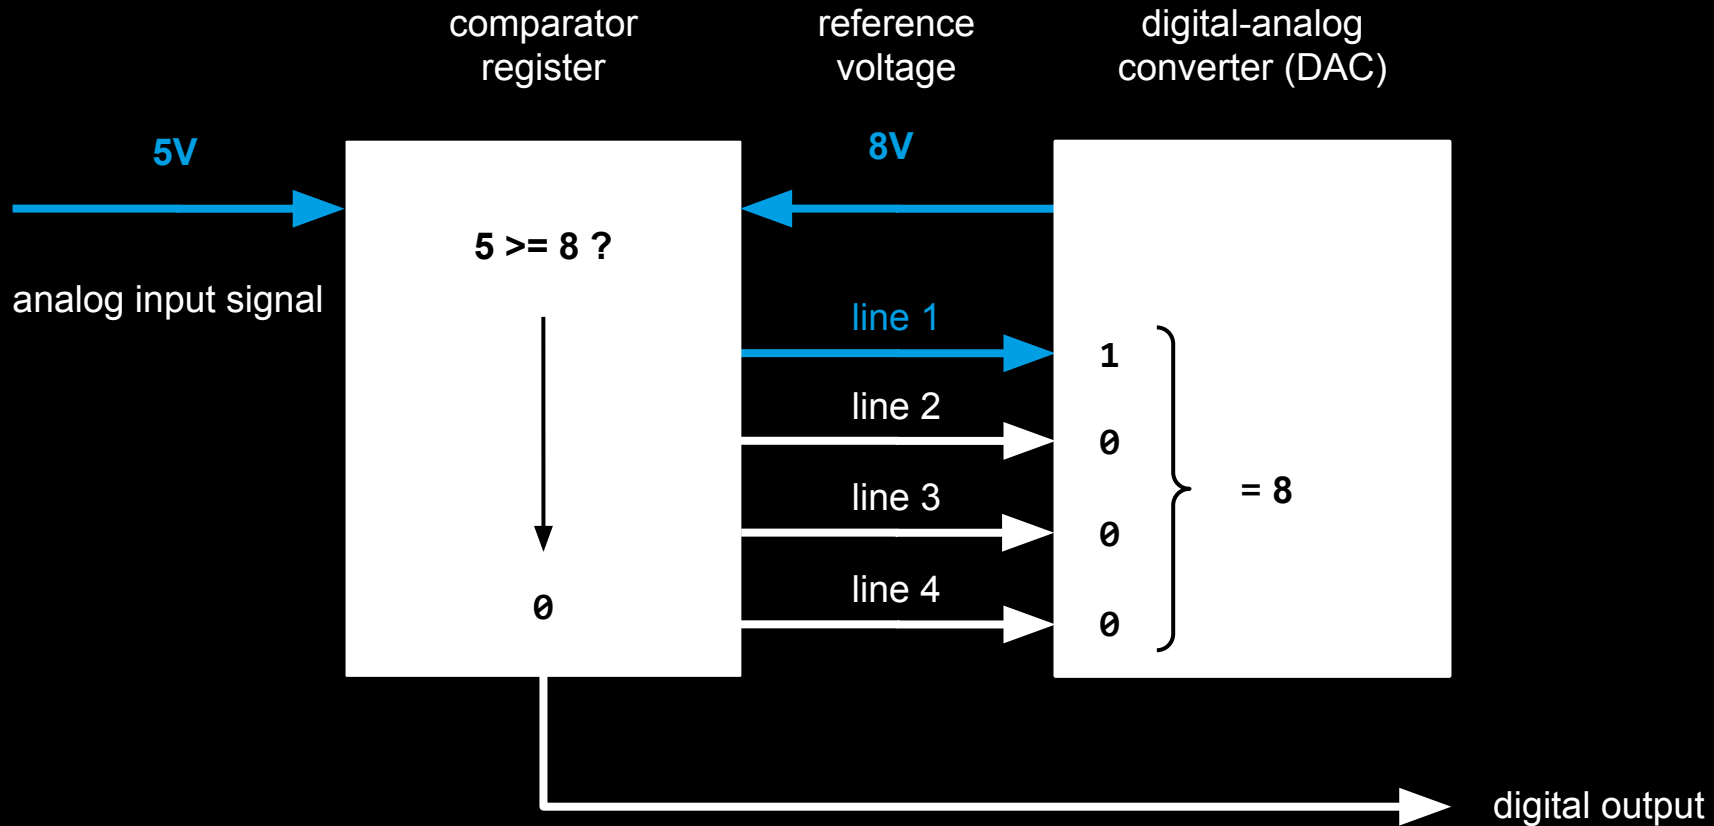 comparator
register
reference
voltage
digital-analog
converter (DAC)
5V
8V
5 >= 8 ?
analog input signal
line 1
1
line 2
0
line 3
= 8
0
line 4
0
0
digital output